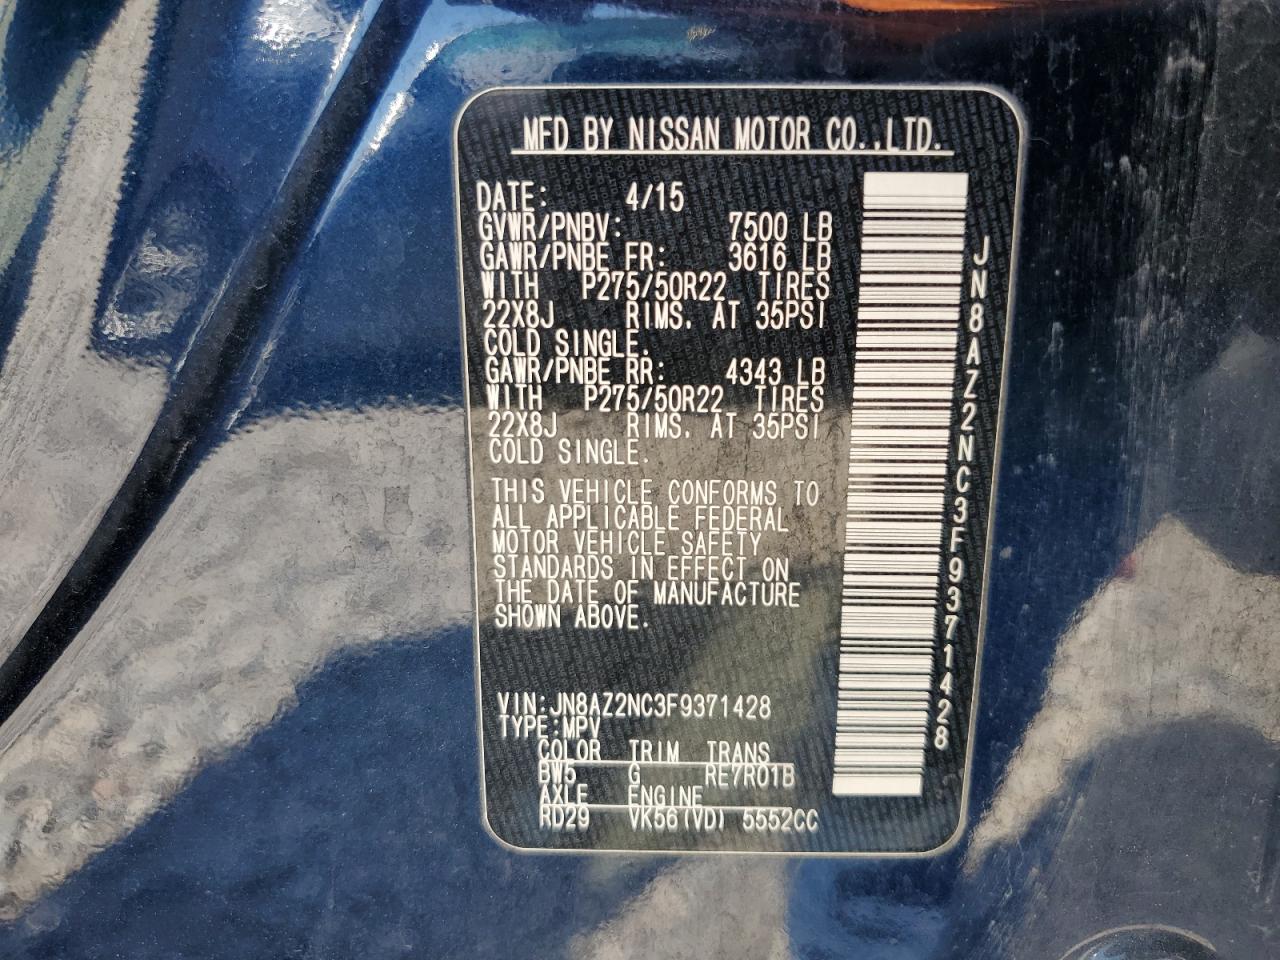 MFD BY NISSAN MOTOR CO.,LTD.
DATE: 4/15
GVWR/PNBV: 7500 LB
GAWR/PNBE FR: 3616 LB
WITH P275/50R22 TIRES
22X8J RIMS. AT 35PSI
COLD SINGLE.
GAWR/PNBE RR: 4343 LB
WITH P275/50R22 TIRES
22X8J RIMS. AT 35PSI
COLD SINGLE.
THIS VEHICLE CONFORMS TO
ALL APPLICABLE FEDERAL
MOTOR VEHICLE SAFETY
STANDARDS IN EFFECT ON
THE DATE OF MANUFACTURE
SHOWN ABOVE.
VIN:JN8AZ2NC3F9371428
TYPE:MPV
COLOR TRIM TRANS
BW5 G RE7R01B
AXLE ENGINE
RD29 VK56(VD) 5552CC
JN8AZ2NC3F9371428